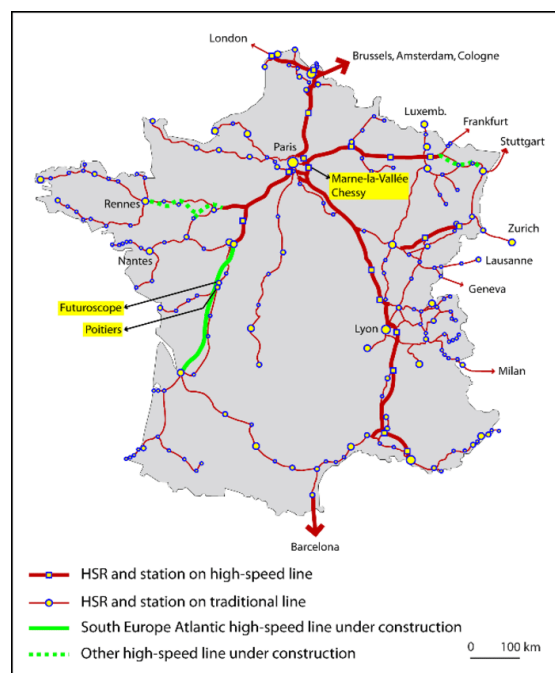 London
Brussels, Amsterdam, Cologne
Luxemb.
Frankfurt
Stuttgart
Paris
Marne-la-Vallée
Chessy
Rennes
Zurich
Nantes
Lausanne
Geneva
Futuroscope
Poitiers
Lyon
Milan
Barcelona
HSR and station on high-speed line
HSR and station on traditional line
South Europe Atlantic high-speed line under construction
Other high-speed line under construction
0 100 km